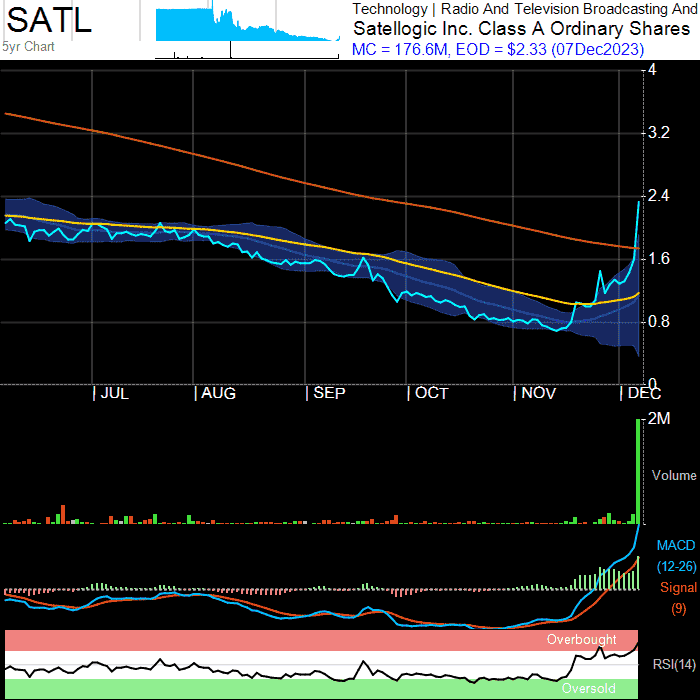 SATL
5yr Chart
Technology | Radio And Television Broadcasting And
Satellogic Inc. Class A Ordinary Shares
MC = 176.6M, EOD = $2.33 (07Dec2023)
4
3.2
2.4
1.6
0.8
0
| JUL | AUG | SEP | OCT | NOV | DEC
2M
Volume
MACD
(12-26)
Signal
(9)
Overbought
RSI(14)
Oversold